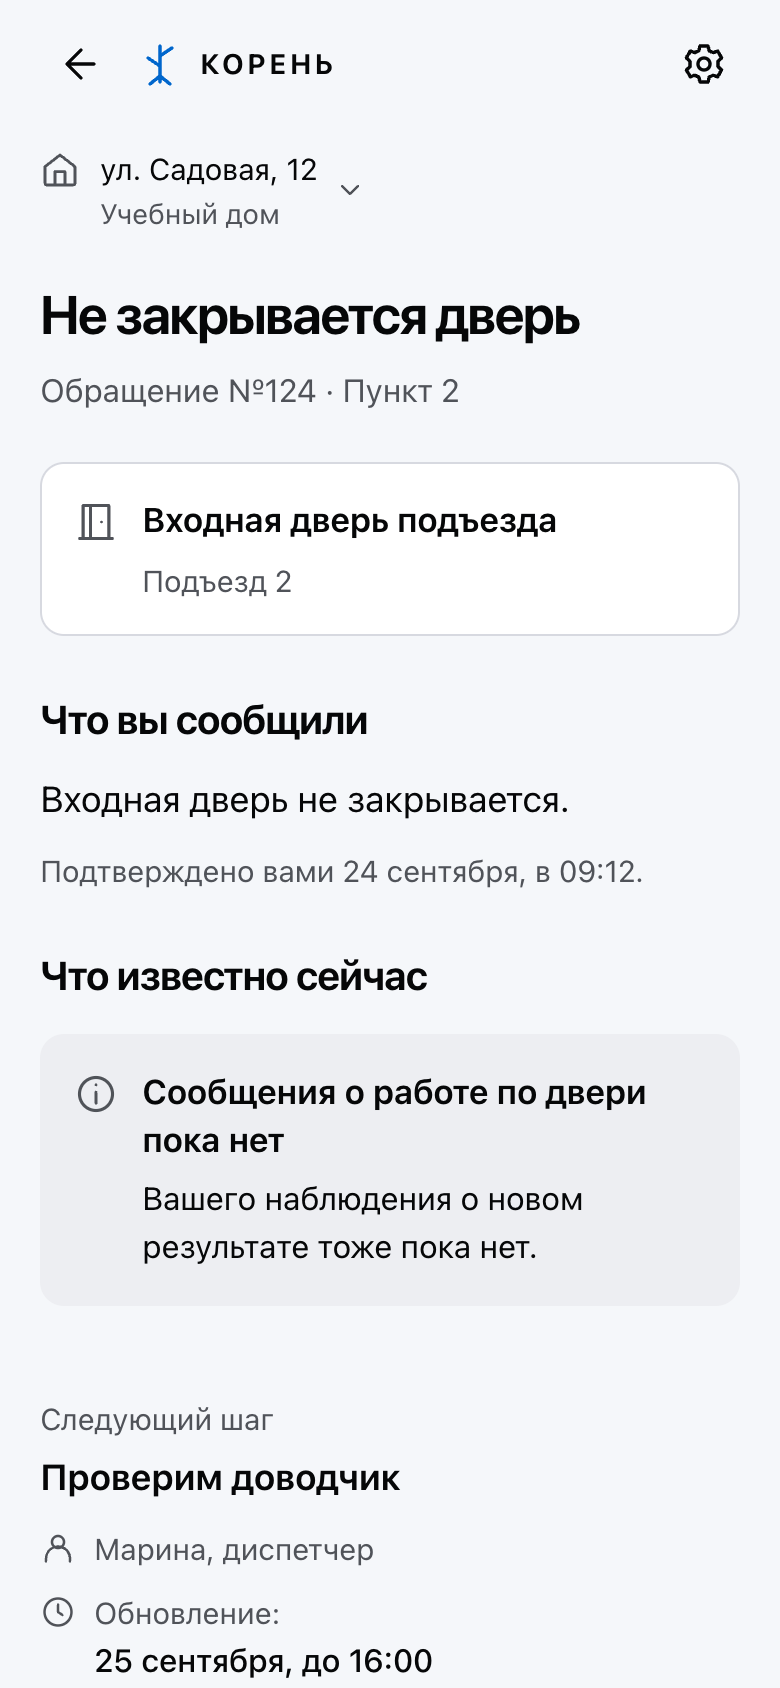 КОРЕНЬ
ул. Садовая, 12
Учебный дом
Не закрывается дверь
Обращение №124 · Пункт 2
Входная дверь подъезда
Подъезд 2
Что вы сообщили
Входная дверь не закрывается.
Подтверждено вами 24 сентября, в 09:12.
Что известно сейчас
Сообщения о работе по двери
пока нет
Вашего наблюдения о новом
результате тоже пока нет.
Следующий шаг
Проверим доводчик
Марина, диспетчер
Обновление:
25 сентября, до 16:00